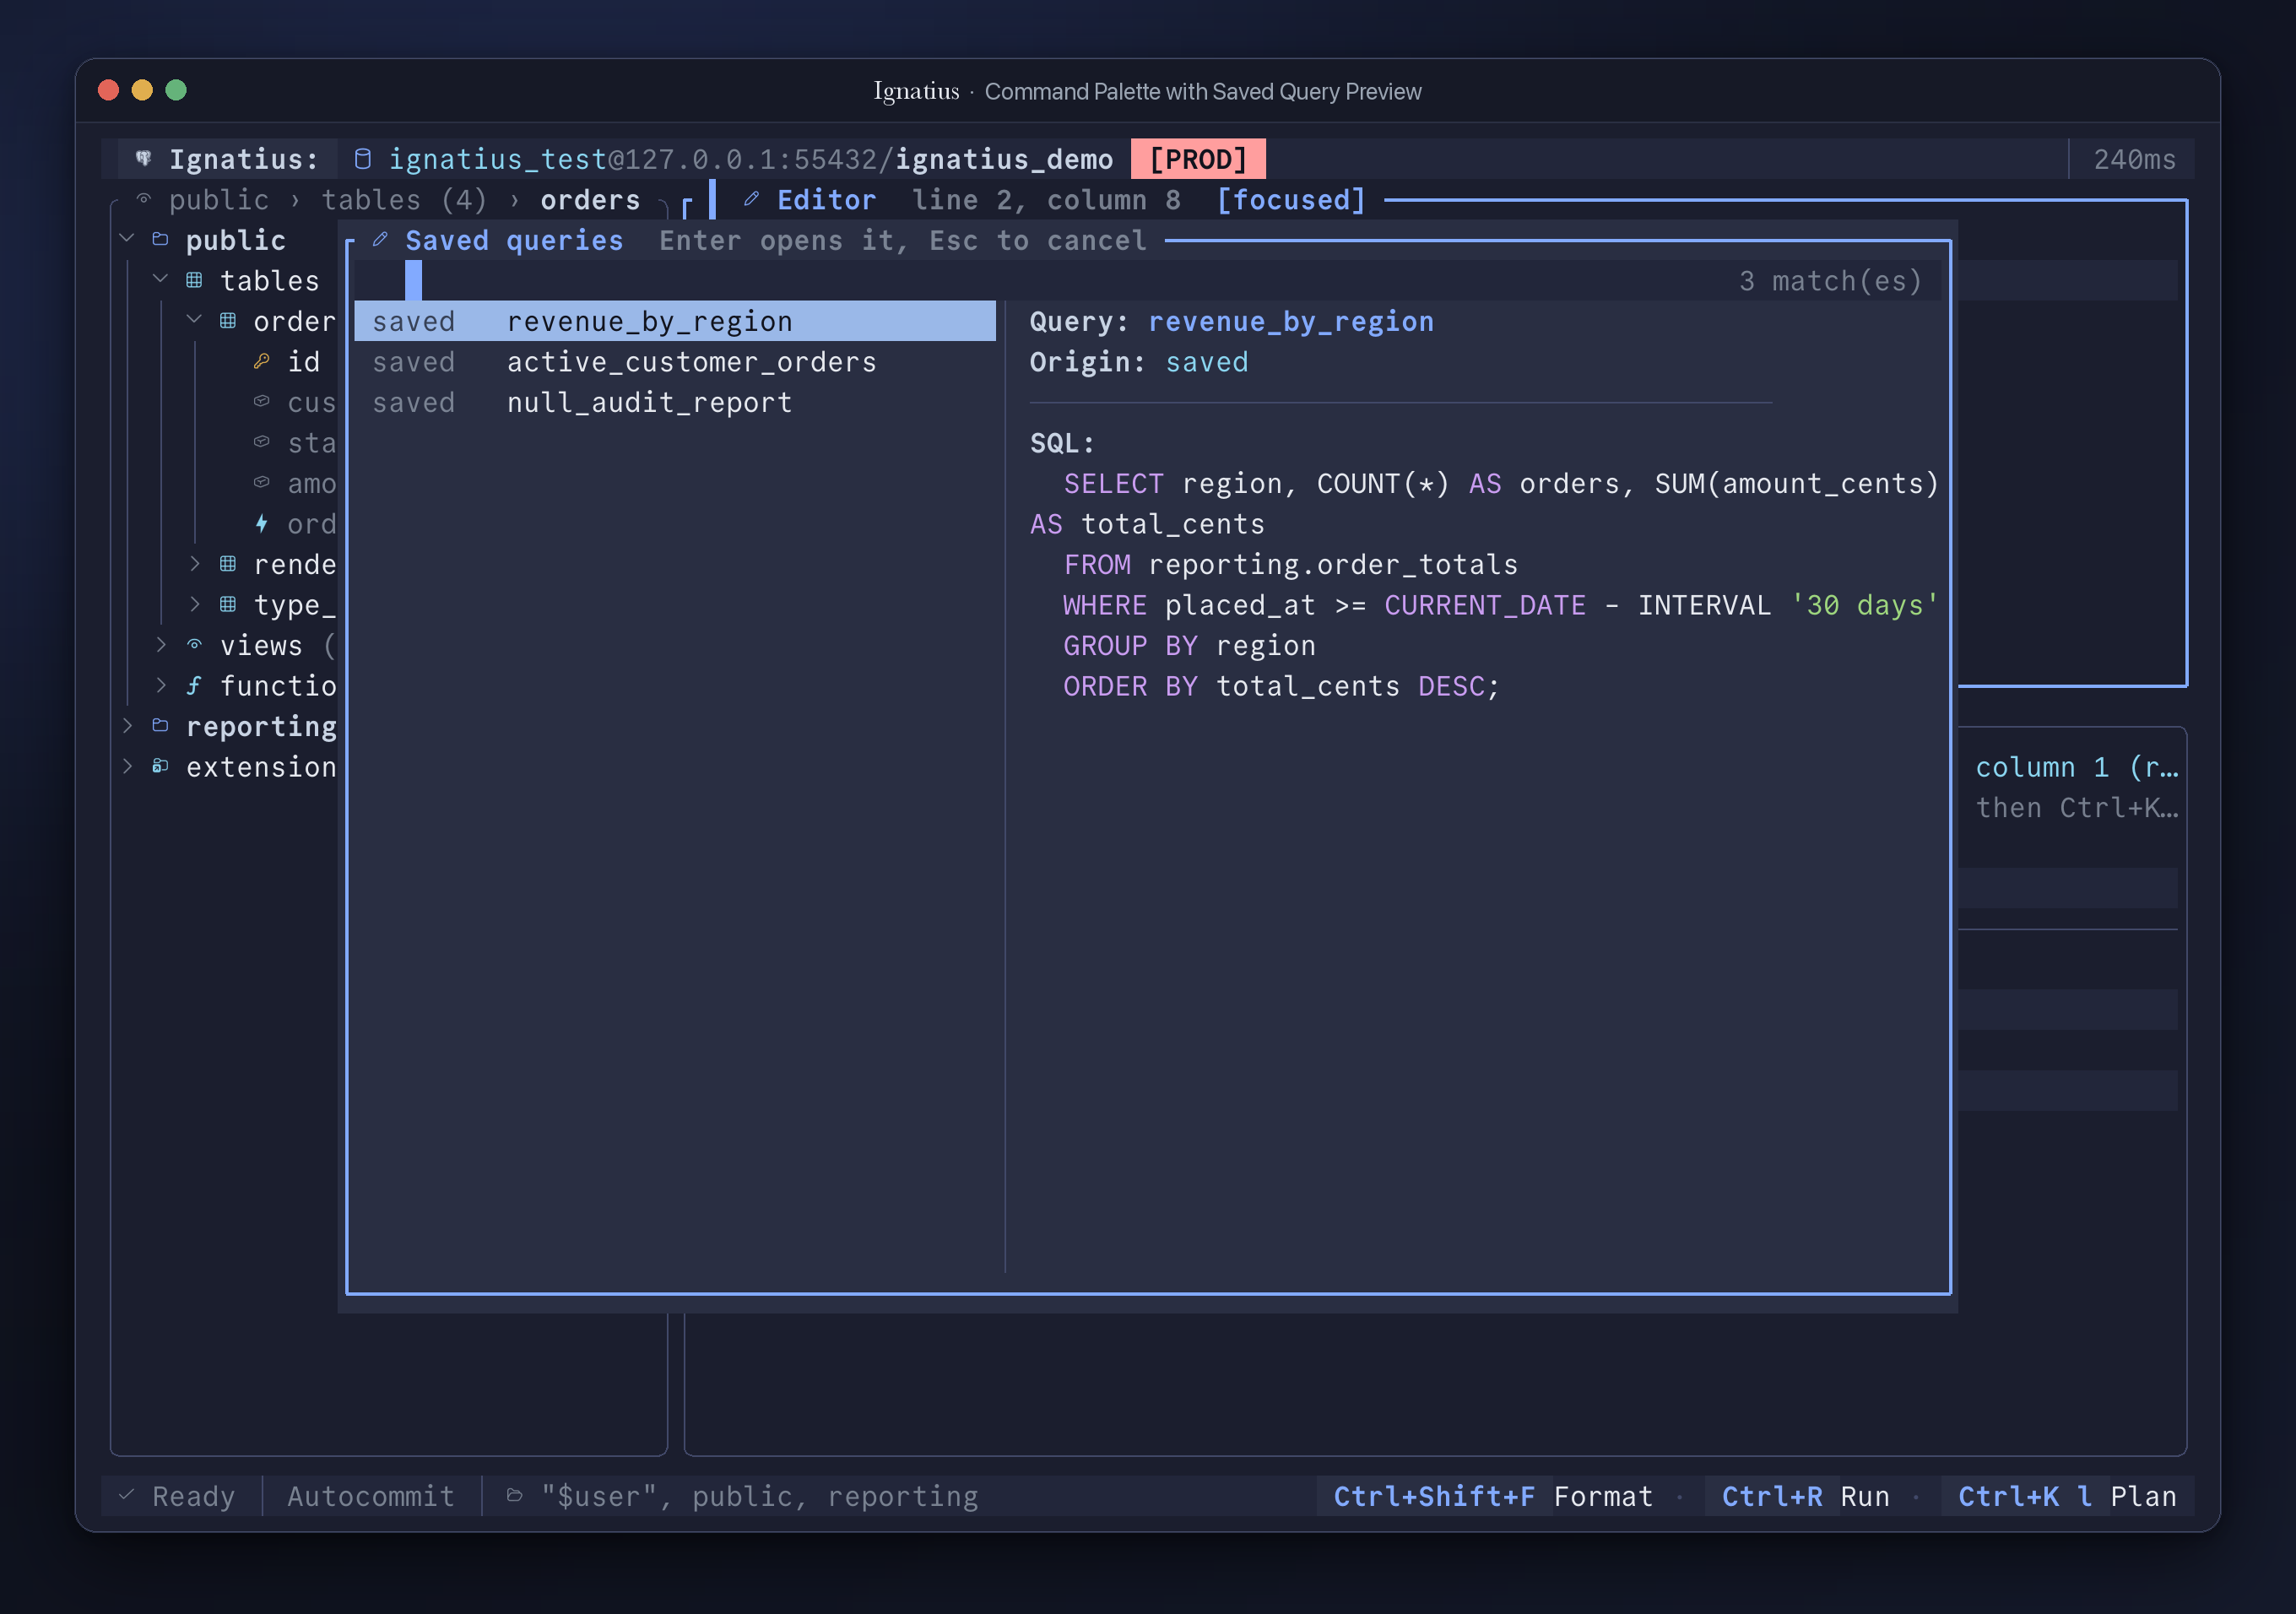 Ignatius · Command Palette with Saved Query Preview
Ignatius: ignatius_test@127.0.0.1:55432/ignatius_demo [PROD] 240ms
public › tables (4) › orders
Editor line 2, column 8 [focused]
public
tables
order
id
cus
sta
amo
ord
rende
type_
views (
functio
reporting
extension
Saved queries Enter opens it, Esc to cancel
3 match(es)
saved revenue_by_region
saved active_customer_orders
saved null_audit_report
Query: revenue_by_region
Origin: saved
SQL:
SELECT region, COUNT(*) AS orders, SUM(amount_cents)
AS total_cents
FROM reporting.order_totals
WHERE placed_at >= CURRENT_DATE - INTERVAL '30 days'
GROUP BY region
ORDER BY total_cents DESC;
column 1 (r…
then Ctrl+K…
Ready Autocommit "$user", public, reporting
Ctrl+Shift+F Format · Ctrl+R Run · Ctrl+K l Plan